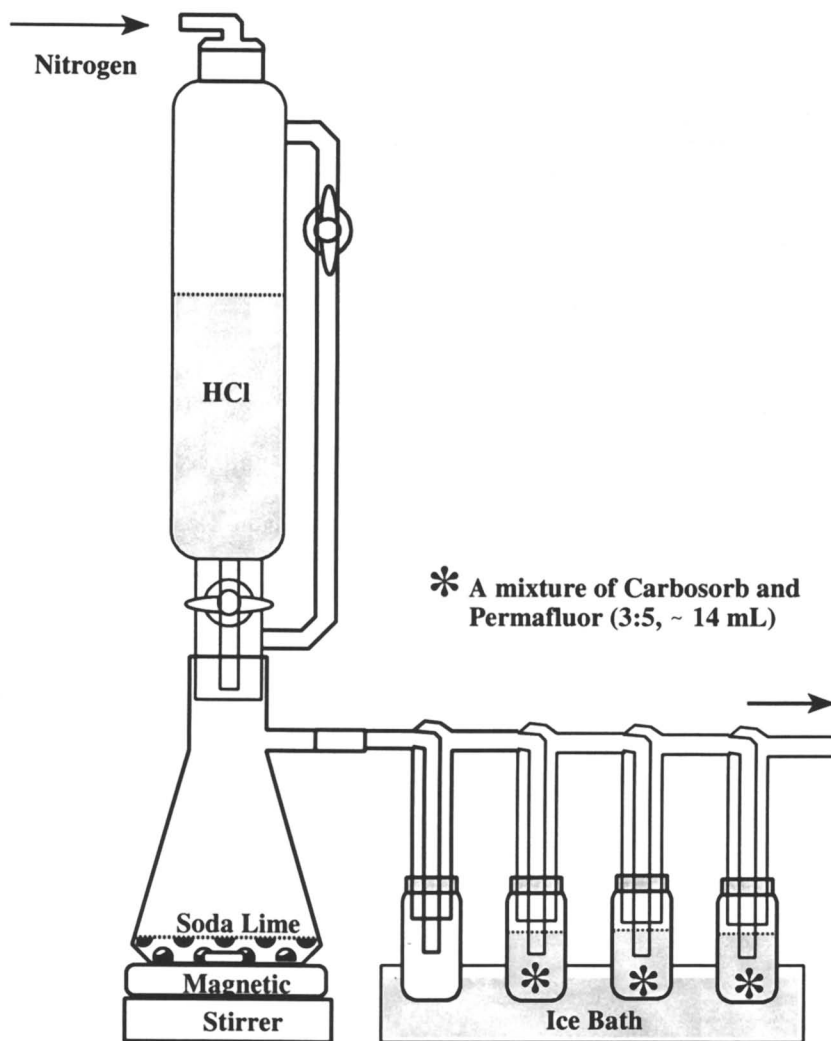 Nitrogen
HCl
* A mixture of Carbosorb and
Permafluor (3:5, ~ 14 mL)
Soda Lime
Magnetic
Stirrer
* * *
Ice Bath